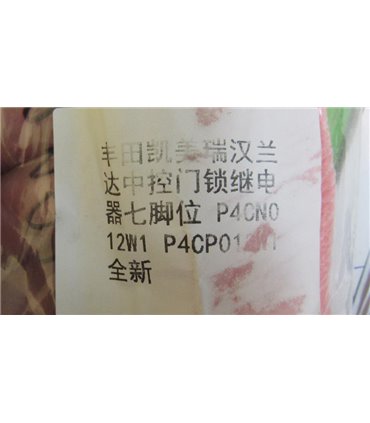 丰田凯美瑞汉兰
达中控门锁继电
器七脚位 P4CN0
12W1 P4CP01
全新